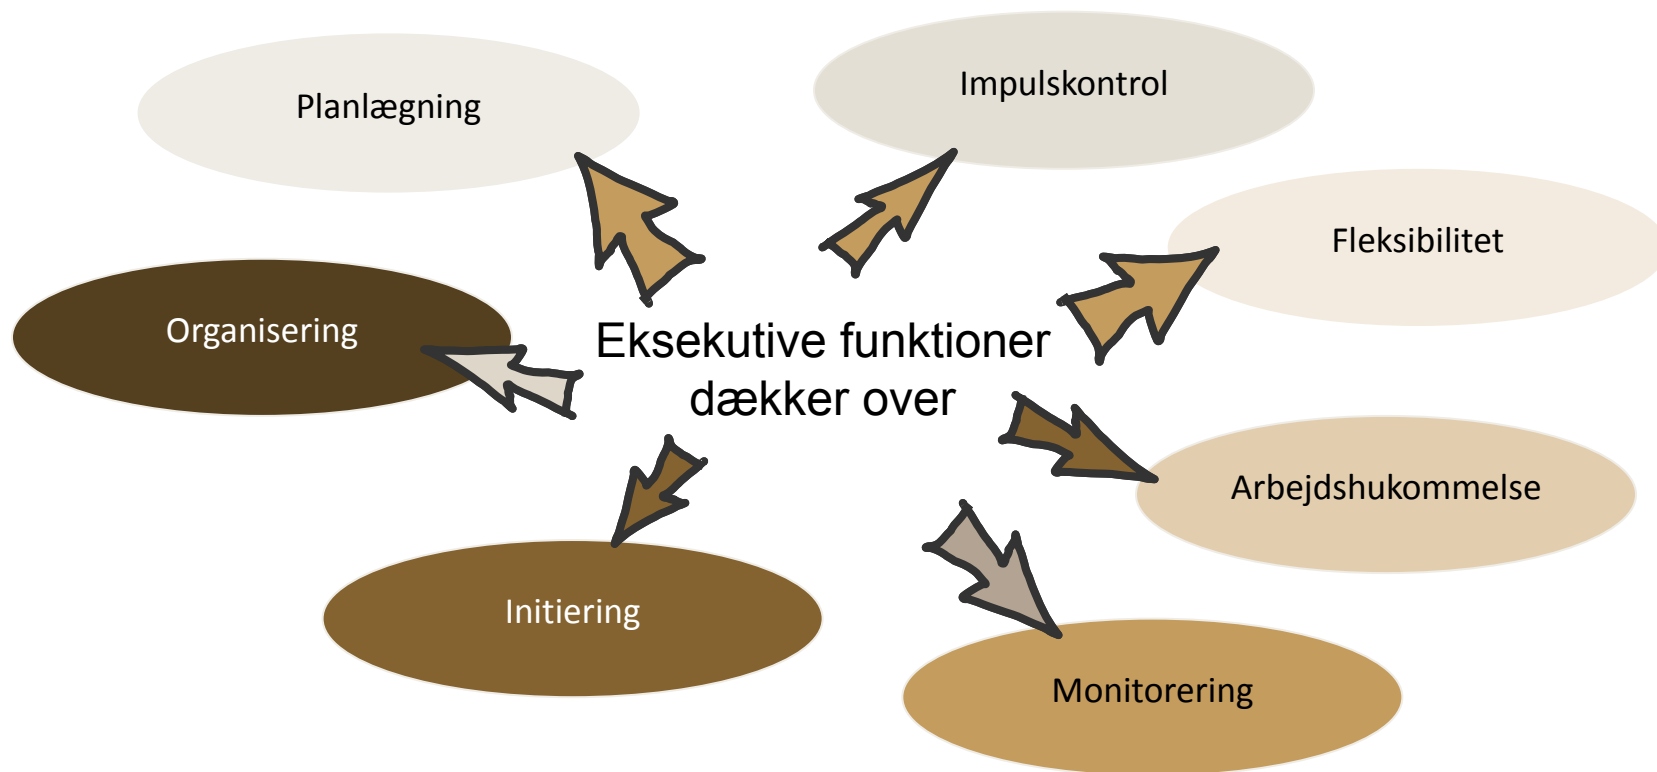 Impulskontrol
Planlægning
Fleksibilitet
Organisering
Eksekutive funktioner
dækker over
Arbejdshukommelse
Initiering
Monitorering